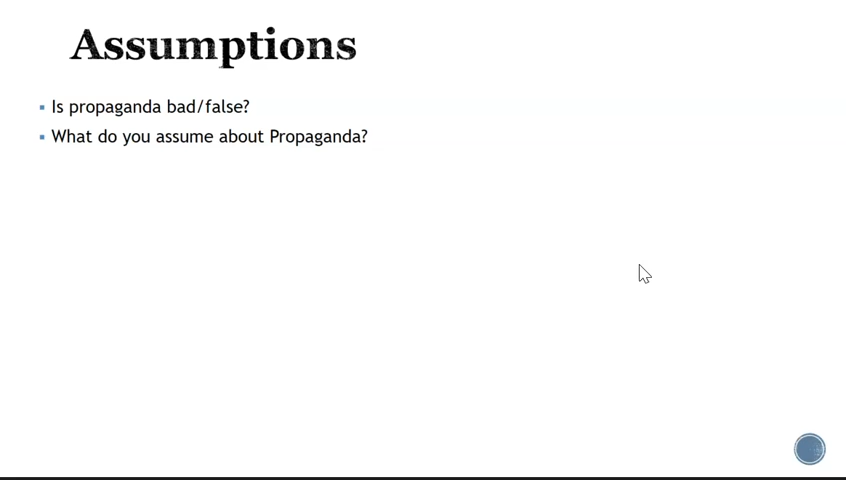 Assumptions
Is propaganda bad/false?
What do you assume about Propaganda?